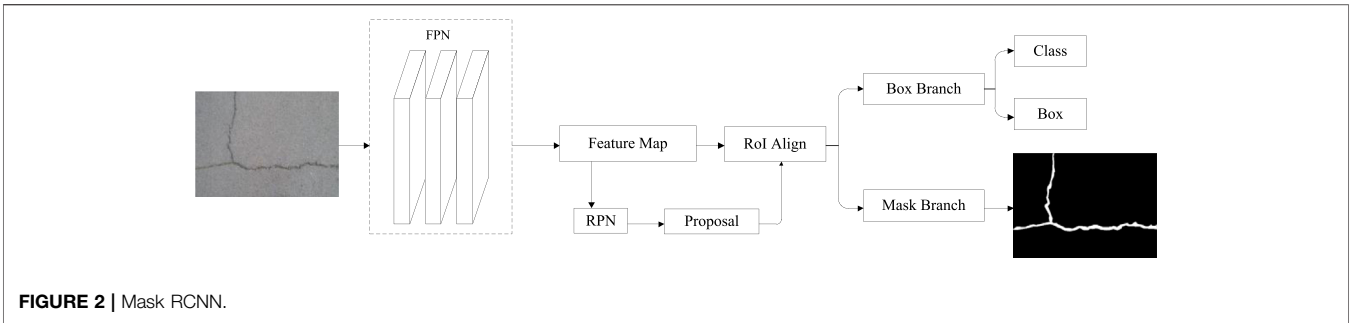 FPN
Class
Box Branch
Box
Feature Map
RoI Align
Mask Branch
RPN
Proposal
FIGURE 2 | Mask RCNN.